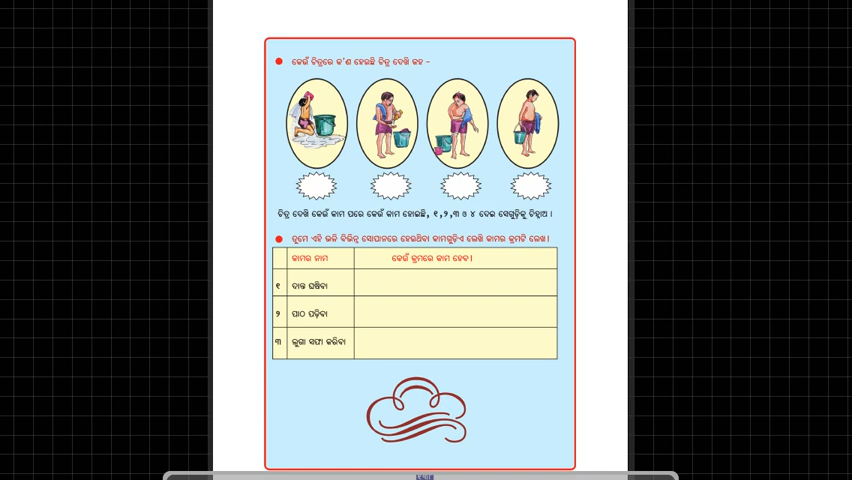 କେଉଁ ଚିତ୍ରରେ କ'ଣ ହେଉଛି ଚିତ୍ର ଦେଖି କହ -
ଚିତ୍ର ଦେଖି କେଉଁ କାମ ପରେ କେଉଁ କାମ ହୋଇଛି, ୧,୨,୩ ଓ ୪ ଦେଇ ସେଗୁଡ଼ିକୁ ଚିହ୍ନାଅ ।
ତୁମେ ଏହି ଭଳି ବିଭିନ୍ନ ସୋପାନରେ ହେଉଥିବା କାମଗୁଡ଼ିଏ ଲେଖି କାମର କ୍ରମଟି ଲେଖ।
କାମର ନାମ କେଉଁ କ୍ରମରେ କାମ ହେବ।
୧ ଦାନ୍ତ ଘଷିବା
୨ ପାଠ ପଢ଼ିବା
୩ ଲୁଗା ସଫା କରିବା